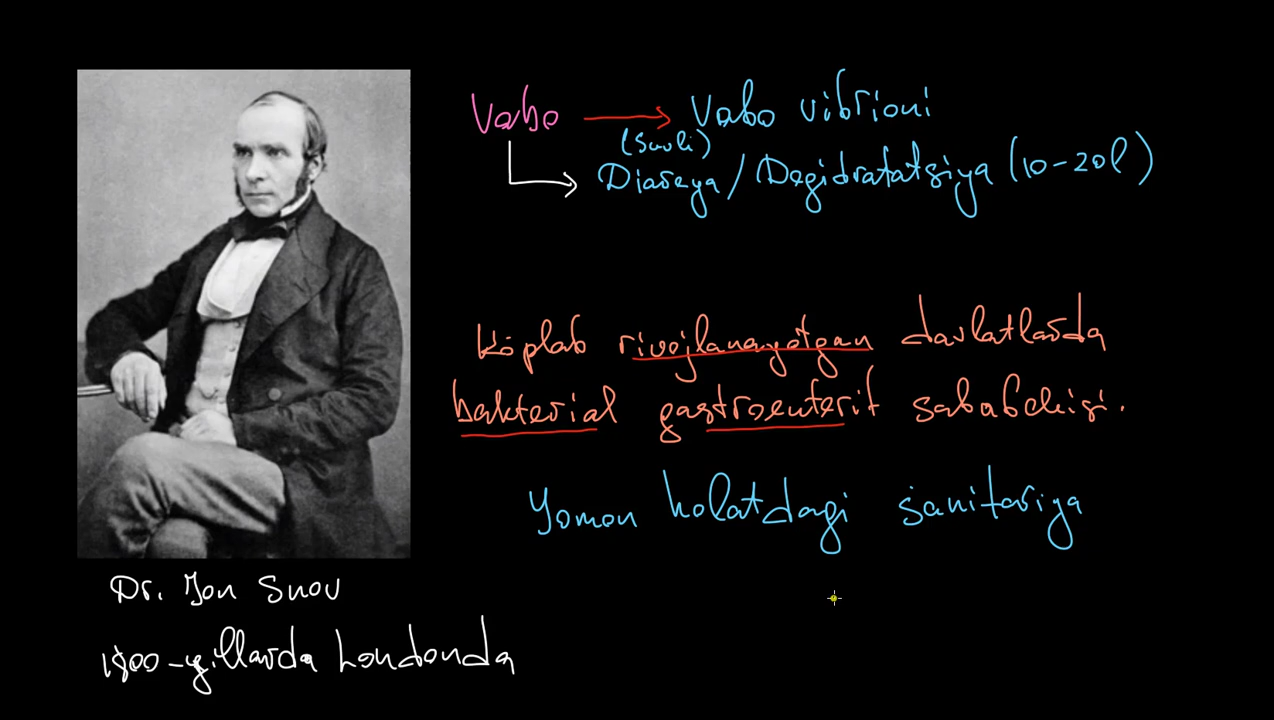 Vabo → Vabo vibrioni
(Suvli)
Diareya / Degidratatsiya (10-20l)
Ko'plab rivojlanayotgan davlatlarda
bakterial gastroenterit sababchisi.
Yomon holatdagi sanitariya
Dr. Jon Snov
1800-yillarda Londonda